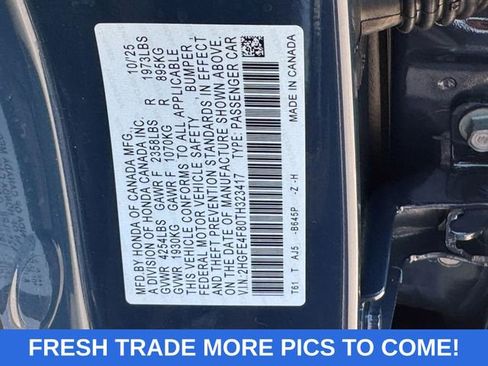 MFD. BY HONDA OF CANADA MFG., 10/25
A DIVISION OF HONDA CANADA INC.
GVWR 4254LBS GAWR F 2358LBS R 1973LBS
GVWR 1930KG GAWR F 1070KG R 895KG
THIS VEHICLE CONFORMS TO ALL APPLICABLE
FEDERAL MOTOR VEHICLE SAFETY, BUMPER,
AND THEFT PREVENTION STANDARDS IN EFFECT
ON THE DATE OF MANUFACTURE SHOWN ABOVE.
V.I.N:2HGFE4F80TH323417 TYPE:PASSENGER CAR
T61 T AJ5 -B645P -Z -H MADE IN CANADA
FRESH TRADE MORE PICS TO COME!